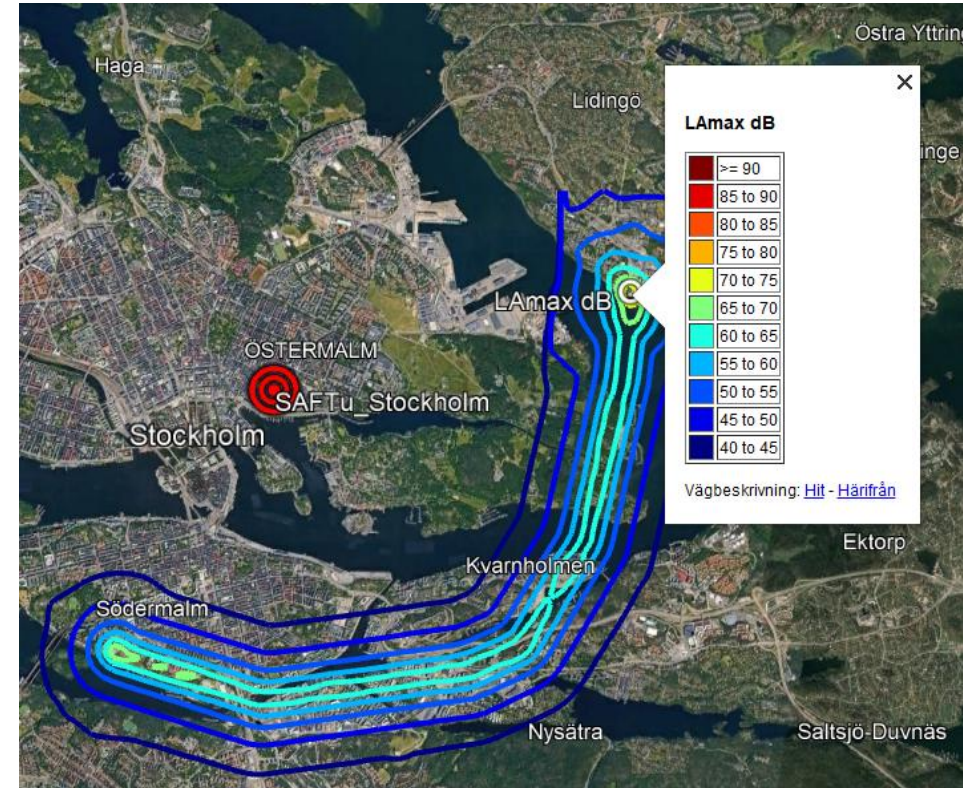 Östra Yttring
Haga
Lidingö
inge
LAmax dB
>= 90
85 to 90
80 to 85
75 to 80
70 to 75
65 to 70
60 to 65
55 to 60
50 to 55
45 to 50
40 to 45
Vägbeskrivning: Hit - Härifrån
LAmax dB
ÖSTERMALM
SAFTu_Stockholm
Stockholm
Ektorp
Kvarnholmen
Södermalm
Nysätra
Saltsjö-Duvnäs